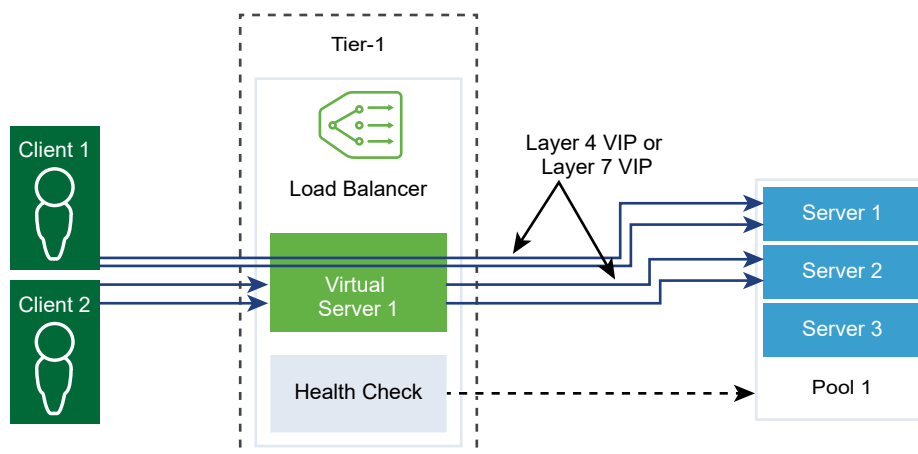 Tier-1
Client 1
Load Balancer
Layer 4 VIP or
Layer 7 VIP
Server 1
Virtual
Server 1
Server 2
Client 2
Server 3
Health Check
Pool 1